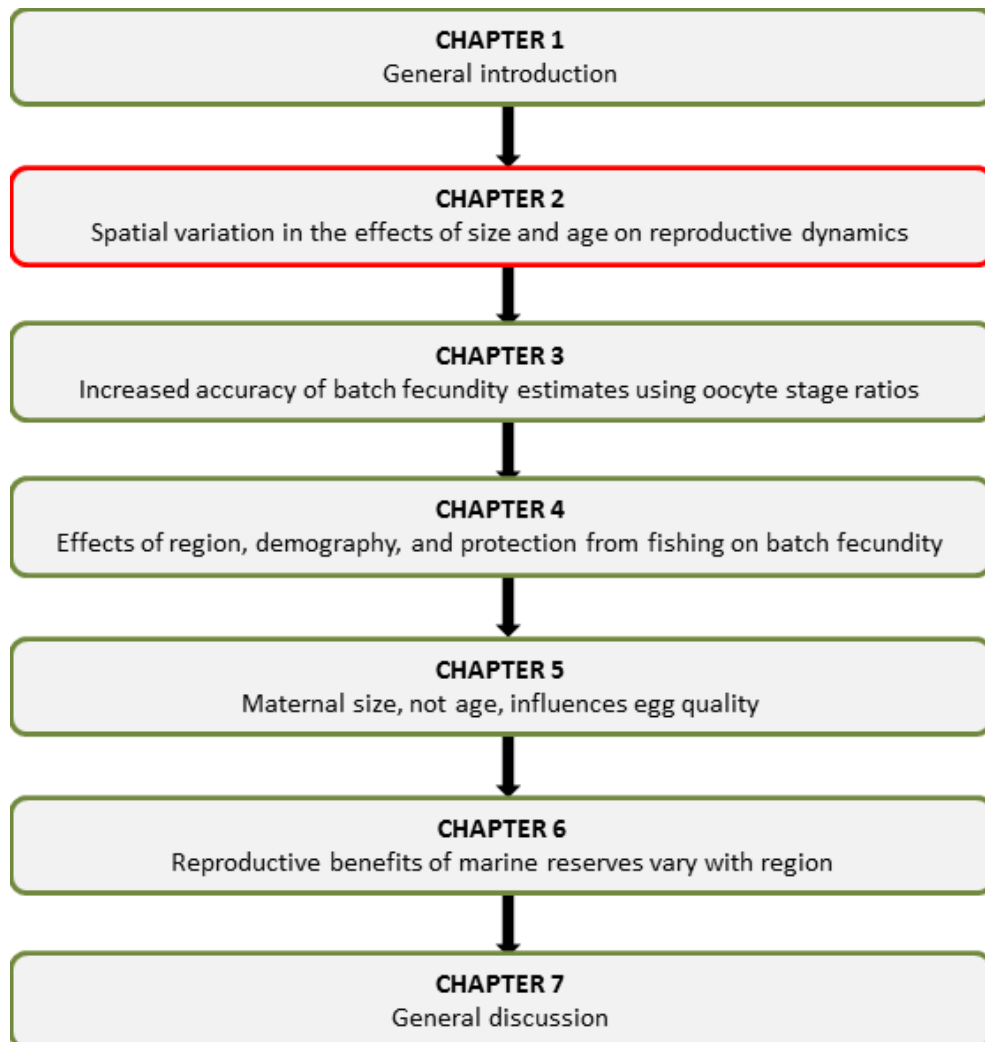 CHAPTER 1
General introduction
CHAPTER 2
Spatial variation in the effects of size and age on reproductive dynamics
CHAPTER 3
Increased accuracy of batch fecundity estimates using oocyte stage ratios
CHAPTER 4
Effects of region, demography, and protection from fishing on batch fecundity
CHAPTER 5
Maternal size, not age, influences egg quality
CHAPTER 6
Reproductive benefits of marine reserves vary with region
CHAPTER 7
General discussion